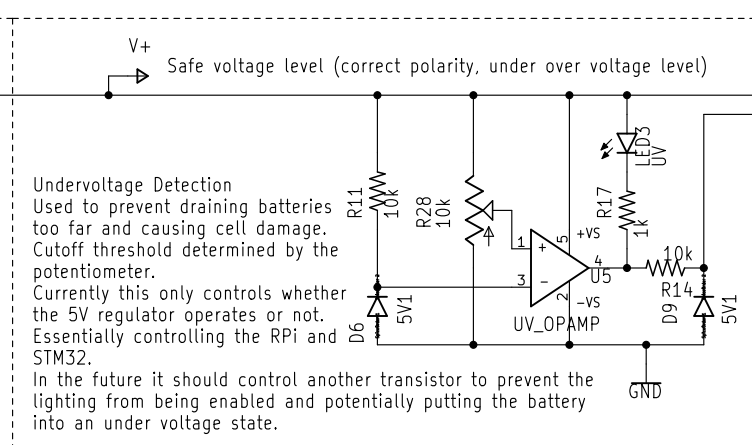 V+
Safe voltage level (correct polarity, under over voltage level)
Undervoltage Detection
Used to prevent draining batteries
too far and causing cell damage.
Cutoff threshold determined by the
potentiometer.
Currently this only controls whether
the 5V regulator operates or not.
Essentially controlling the RPi and
STM32.
In the future it should control another transistor to prevent the
lighting from being enabled and potentially putting the battery
into an under voltage state.
R11
10k
R28
10k
LED3
UV
R17
1k
1
+
3
-
5
+VS
4
U5
2
-VS
UV_OPAMP
10k
R14
D6
5V1
D9
5V1
GND